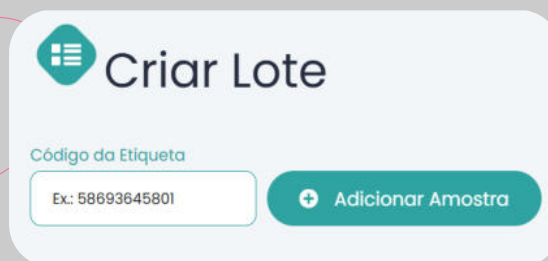 Criar Lote
Código da Etiqueta
Ex.: 58693645801
Adicionar Amostra